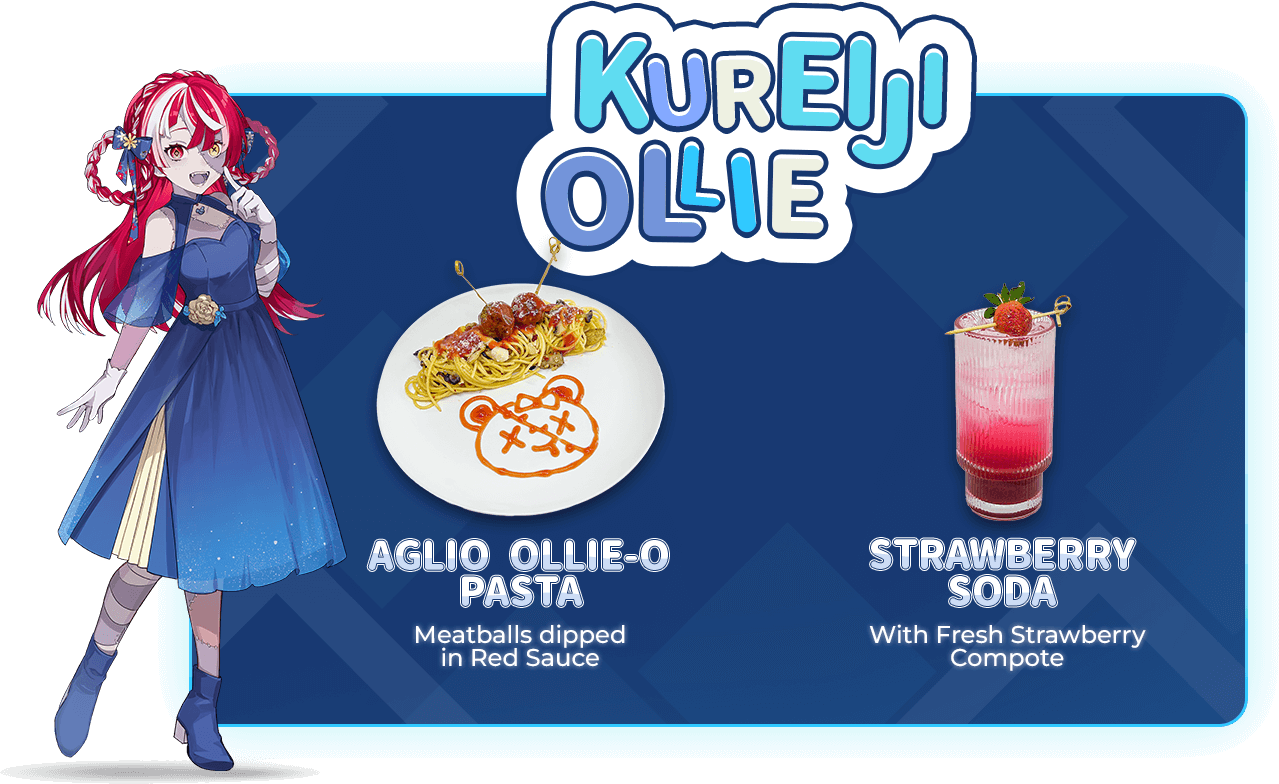 KUREIJI
OLLIE
AGLIO OLLIE-O
PASTA
Meatballs dipped
in Red Sauce
STRAWBERRY
SODA
With Fresh Strawberry
Compote